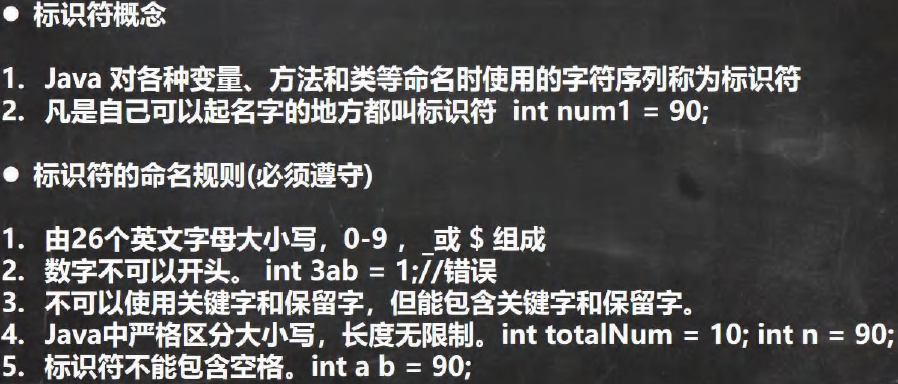 ● 标识符概念
1. Java 对各种变量、方法和类等命名时使用的字符序列称为标识符
2. 凡是自己可以起名字的地方都叫标识符 int num1 = 90;
● 标识符的命名规则(必须遵守)
1. 由26个英文字母大小写，0-9 ，_或 $ 组成
2. 数字不可以开头。 int 3ab = 1;//错误
3. 不可以使用关键字和保留字，但能包含关键字和保留字。
4. Java中严格区分大小写，长度无限制。int totalNum = 10; int n = 90;
5. 标识符不能包含空格。int a b = 90;